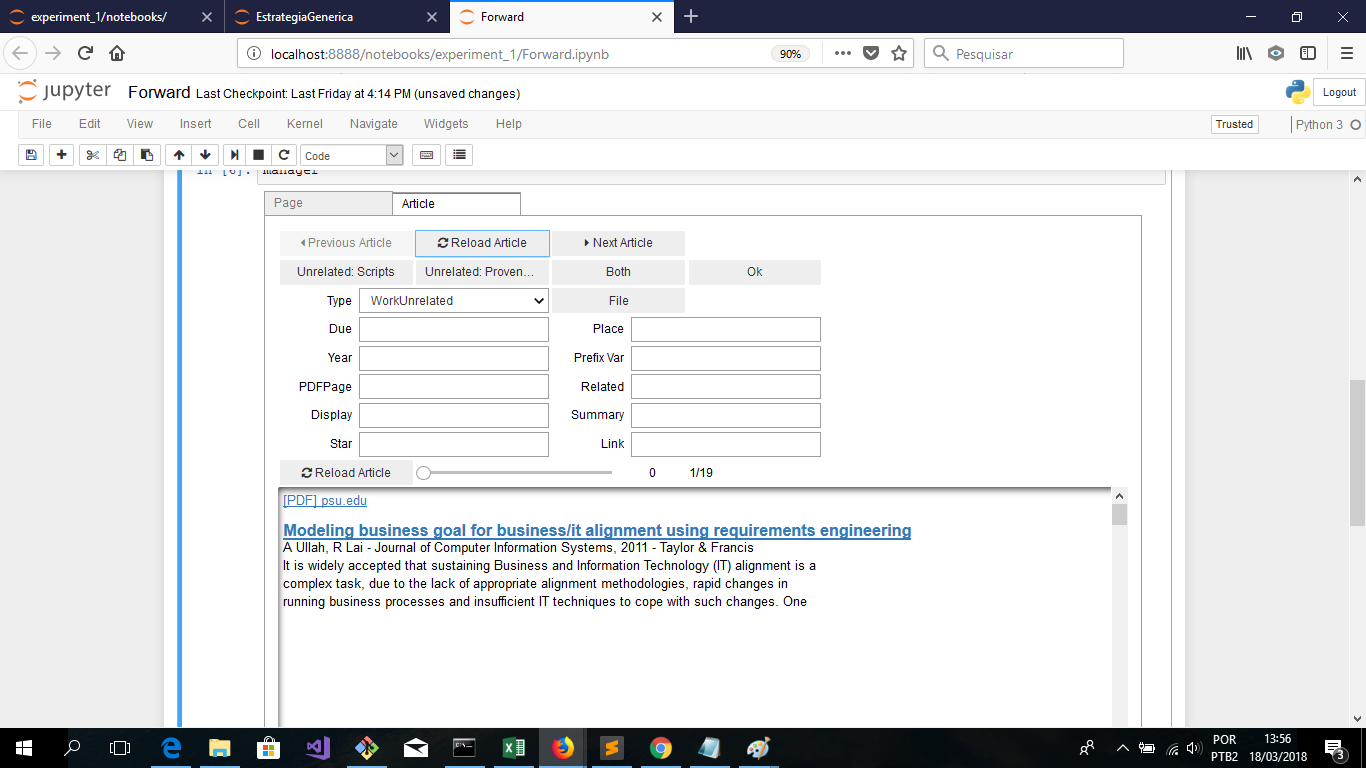 experiment_1/notebooks/
EstrategiaGenerica
Forward
localhost:8888/notebooks/experiment_1/Forward.ipynb
90%
Pesquisar
jupyter
Forward Last Checkpoint: Last Friday at 4:14 PM (unsaved changes)
Logout
File Edit View Insert Cell Kernel Navigate Widgets Help
Trusted
Python 3
Code
In [6]: manager
Page
Article
Previous Article
Reload Article
Next Article
Unrelated: Scripts
Unrelated: Proven...
Both
Ok
Type WorkUnrelated File
Due Place
Year Prefix Var
PDFPage Related
Display Summary
Star Link
Reload Article 0 1/19
[PDF] psu.edu
Modeling business goal for business/it alignment using requirements engineering
A Ullah, R Lai - Journal of Computer Information Systems, 2011 - Taylor & Francis
It is widely accepted that sustaining Business and Information Technology (IT) alignment is a
complex task, due to the lack of appropriate alignment methodologies, rapid changes in
running business processes and insufficient IT techniques to cope with such changes. One
POR
PTB2
13:56
18/03/2018
3